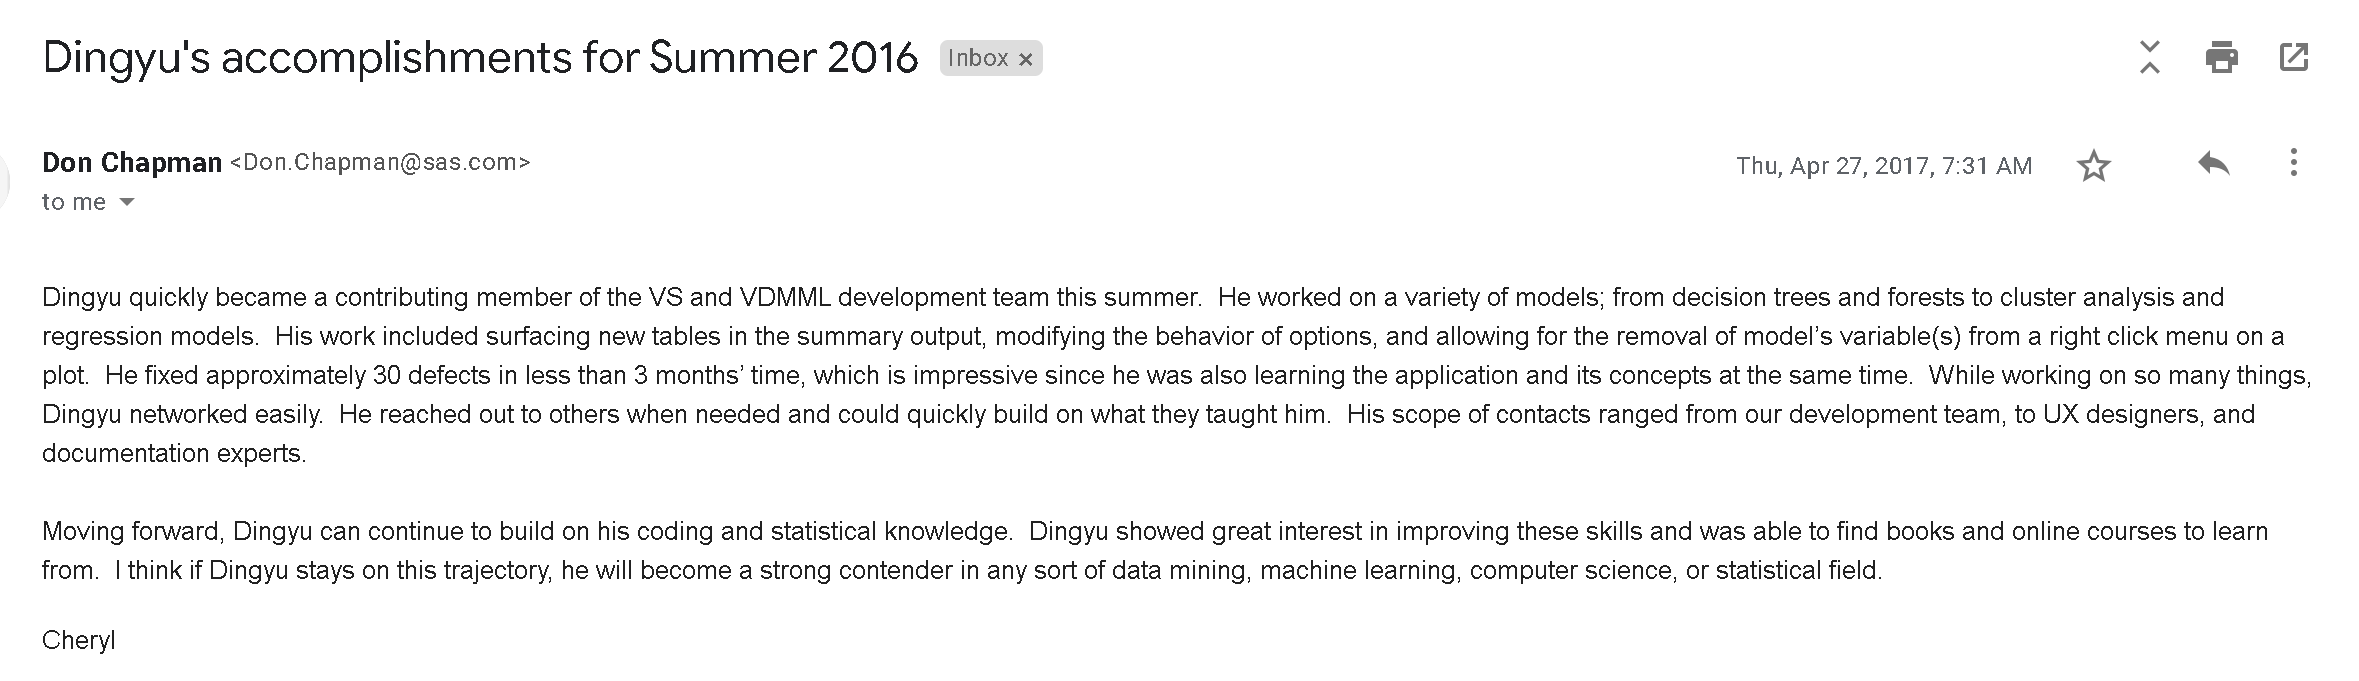 Dingyu's accomplishments for Summer 2016 Inbox ×
Don Chapman <Don.Chapman@sas.com> Thu, Apr 27, 2017, 7:31 AM
to me
Dingyu quickly became a contributing member of the VS and VDMML development team this summer.  He worked on a variety of models; from decision trees and forests to cluster analysis and
regression models.  His work included surfacing new tables in the summary output, modifying the behavior of options, and allowing for the removal of model’s variable(s) from a right click menu on a
plot.  He fixed approximately 30 defects in less than 3 months’ time, which is impressive since he was also learning the application and its concepts at the same time.  While working on so many things,
Dingyu networked easily.  He reached out to others when needed and could quickly build on what they taught him.  His scope of contacts ranged from our development team, to UX designers, and
documentation experts.
Moving forward, Dingyu can continue to build on his coding and statistical knowledge.  Dingyu showed great interest in improving these skills and was able to find books and online courses to learn
from.  I think if Dingyu stays on this trajectory, he will become a strong contender in any sort of data mining, machine learning, computer science, or statistical field.
Cheryl